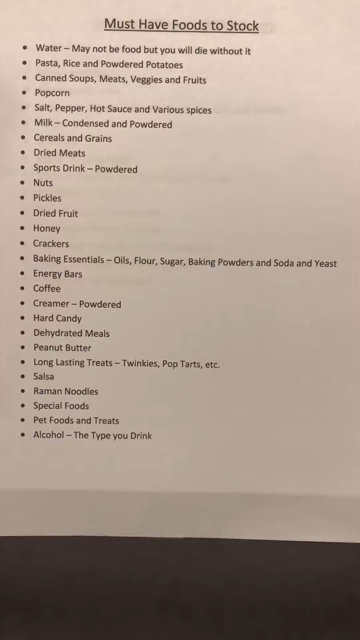 Must Have Foods to Stock
• Water – May not be food but you will die without it
• Pasta, Rice and Powdered Potatoes
• Canned Soups, Meats, Veggies and Fruits
• Popcorn
• Salt, Pepper, Hot Sauce and Various spices
• Milk – Condensed and Powdered
• Cereals and Grains
• Dried Meats
• Sports Drink – Powdered
• Nuts
• Pickles
• Dried Fruit
• Honey
• Crackers
• Baking Essentials – Oils, Flour, Sugar, Baking Powders and Soda and Yeast
• Energy Bars
• Coffee
• Creamer – Powdered
• Hard Candy
• Dehydrated Meals
• Peanut Butter
• Long Lasting Treats – Twinkies, Pop Tarts, etc.
• Salsa
• Raman Noodles
• Special Foods
• Pet Foods and Treats
• Alcohol – The Type you Drink